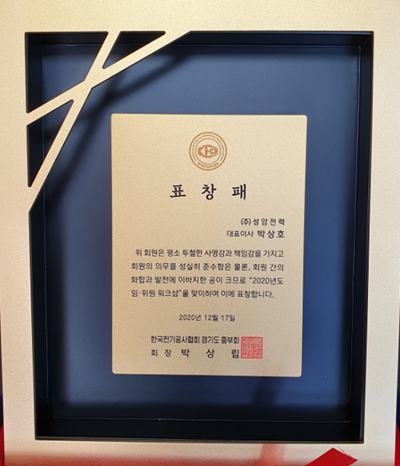 표창패
(주)성앙전력
대표이사 박상호
위 회원은 평소 투철한 사명감과 책임감을 가지고
회원의 의무를 성실히 준수함은 물론, 회원 간의
화합과 발전에 이바지한 공이 크므로 "2020년도
임·위원 워크샵"을 맞이하여 이에 표창합니다.
2020년 12월 17일
한국전기공사협회 경기도 중부회
회장 박상립